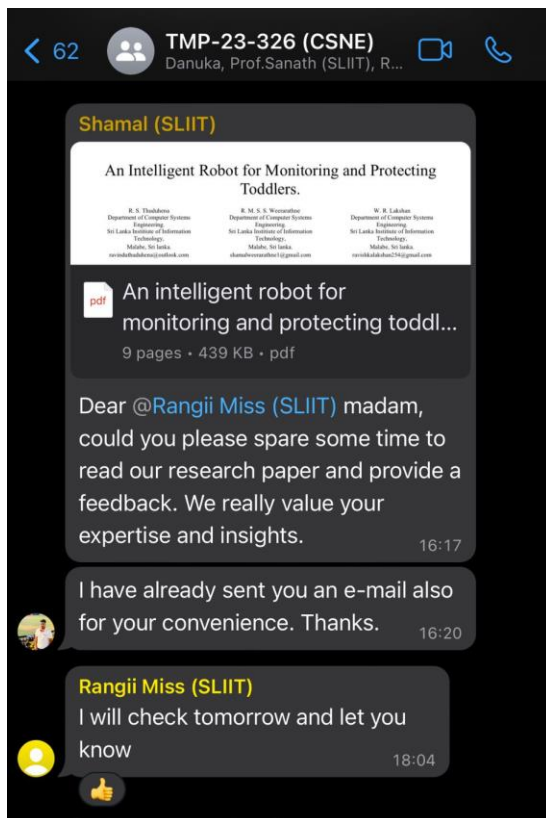 62
TMP-23-326 (CSNE)
Danuka, Prof.Sanath (SLIIT), R...
Shamal (SLIIT)
An Intelligent Robot for Monitoring and Protecting
Toddlers.
R. S. Thuduhena
Department of Computer Systems
Engineering.
Sri Lanka Institute of Information
Technology,
Malabe, Sri lanka.
R. M. S. S. Weerarathne
Department of Computer Systems
Engineering
Sri Lanka Institute of Information
Technology,
Malabe, Sri lanka.
W. R. Lakshan
Department of Computer Systems
Engineering.
Sri Lanka Institute of Information
Technology,
Malabe, Sri lanka.
pdf
An intelligent robot for
monitoring and protecting toddl...
9 pages • 439 KB • pdf
Dear @Rangii Miss (SLIIT) madam,
could you please spare some time to
read our research paper and provide a
feedback. We really value your
expertise and insights.
16:17
I have already sent you an e-mail also
for your convenience. Thanks.
16:20
Rangii Miss (SLIIT)
I will check tomorrow and let you
know
18:04